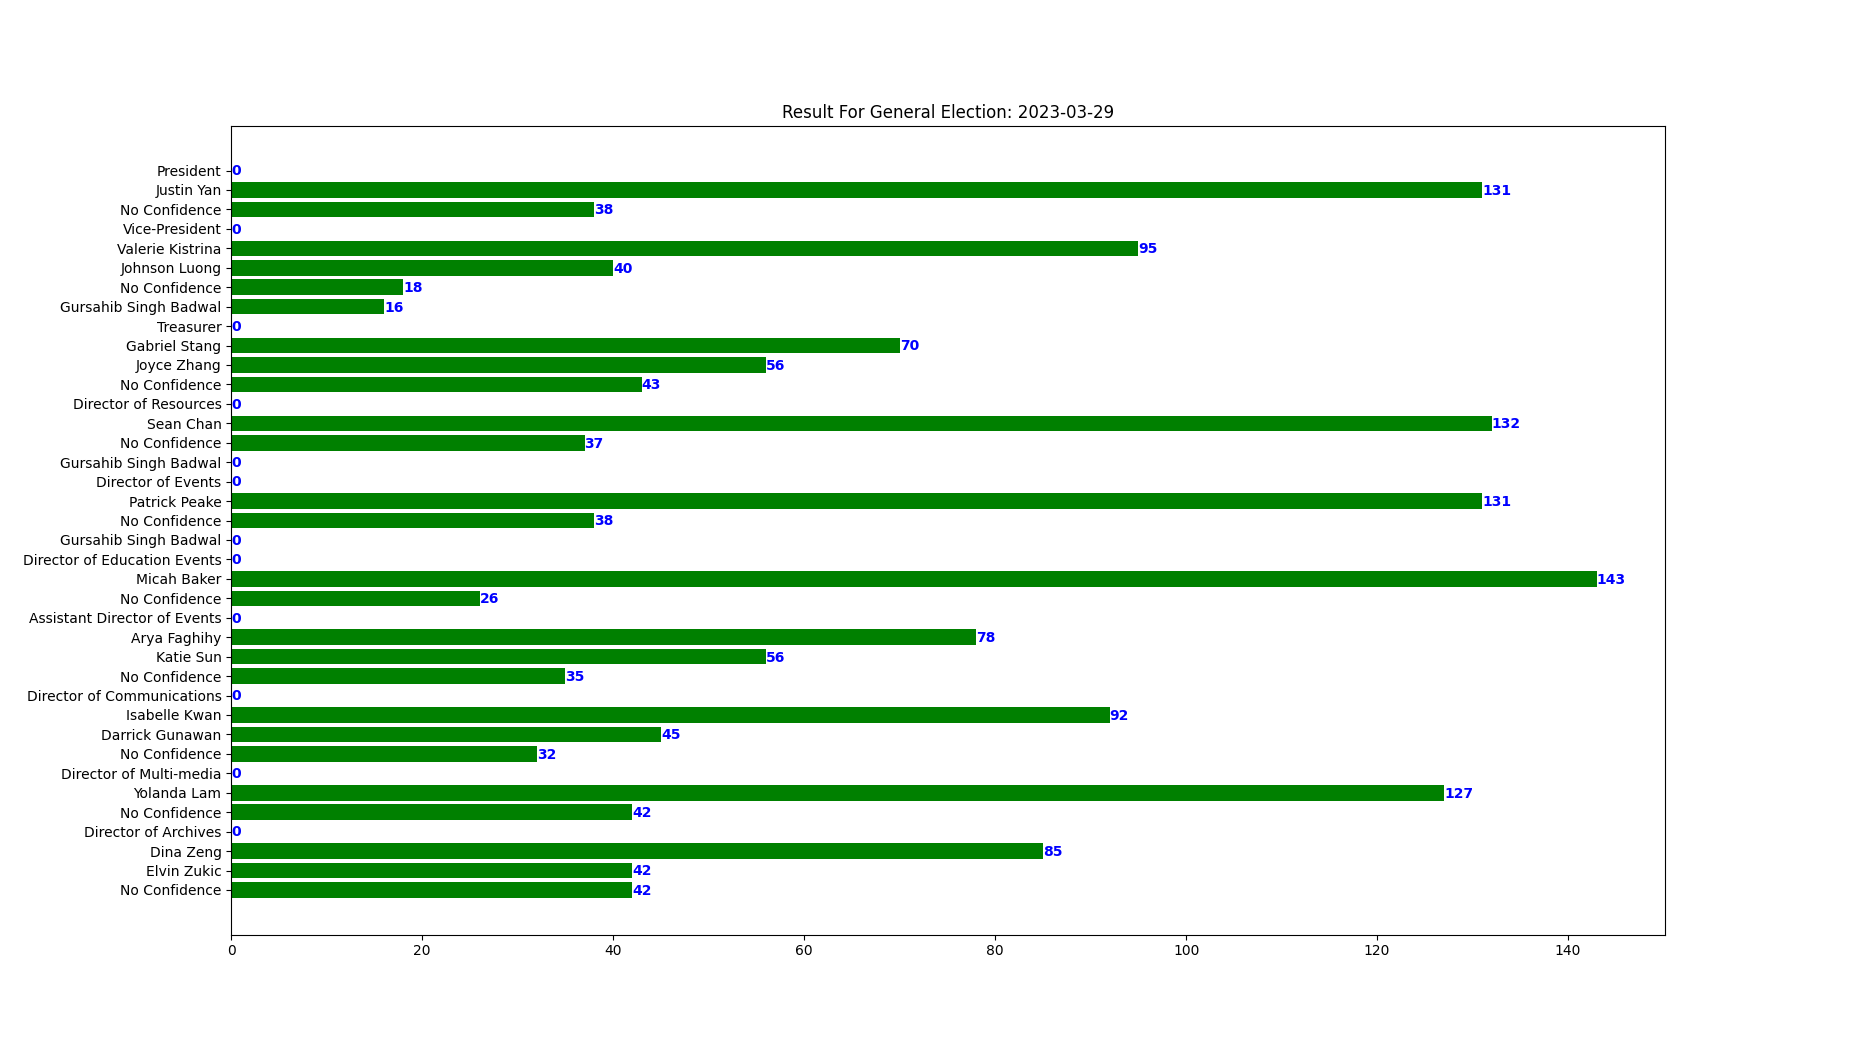 Result For General Election: 2023-03-29
President 0
Justin Yan 131
No Confidence 38
Vice-President 0
Valerie Kistrina 95
Johnson Luong 40
No Confidence 18
Gursahib Singh Badwal 16
Treasurer 0
Gabriel Stang 70
Joyce Zhang 56
No Confidence 43
Director of Resources 0
Sean Chan 132
No Confidence 37
Gursahib Singh Badwal 0
Director of Events 0
Patrick Peake 131
No Confidence 38
Gursahib Singh Badwal 0
Director of Education Events 0
Micah Baker 143
No Confidence 26
Assistant Director of Events 0
Arya Faghihy 78
Katie Sun 56
No Confidence 35
Director of Communications 0
Isabelle Kwan 92
Darrick Gunawan 45
No Confidence 32
Director of Multi-media 0
Yolanda Lam 127
No Confidence 42
Director of Archives 0
Dina Zeng 85
Elvin Zukic 42
No Confidence 42
0 20 40 60 80 100 120 140